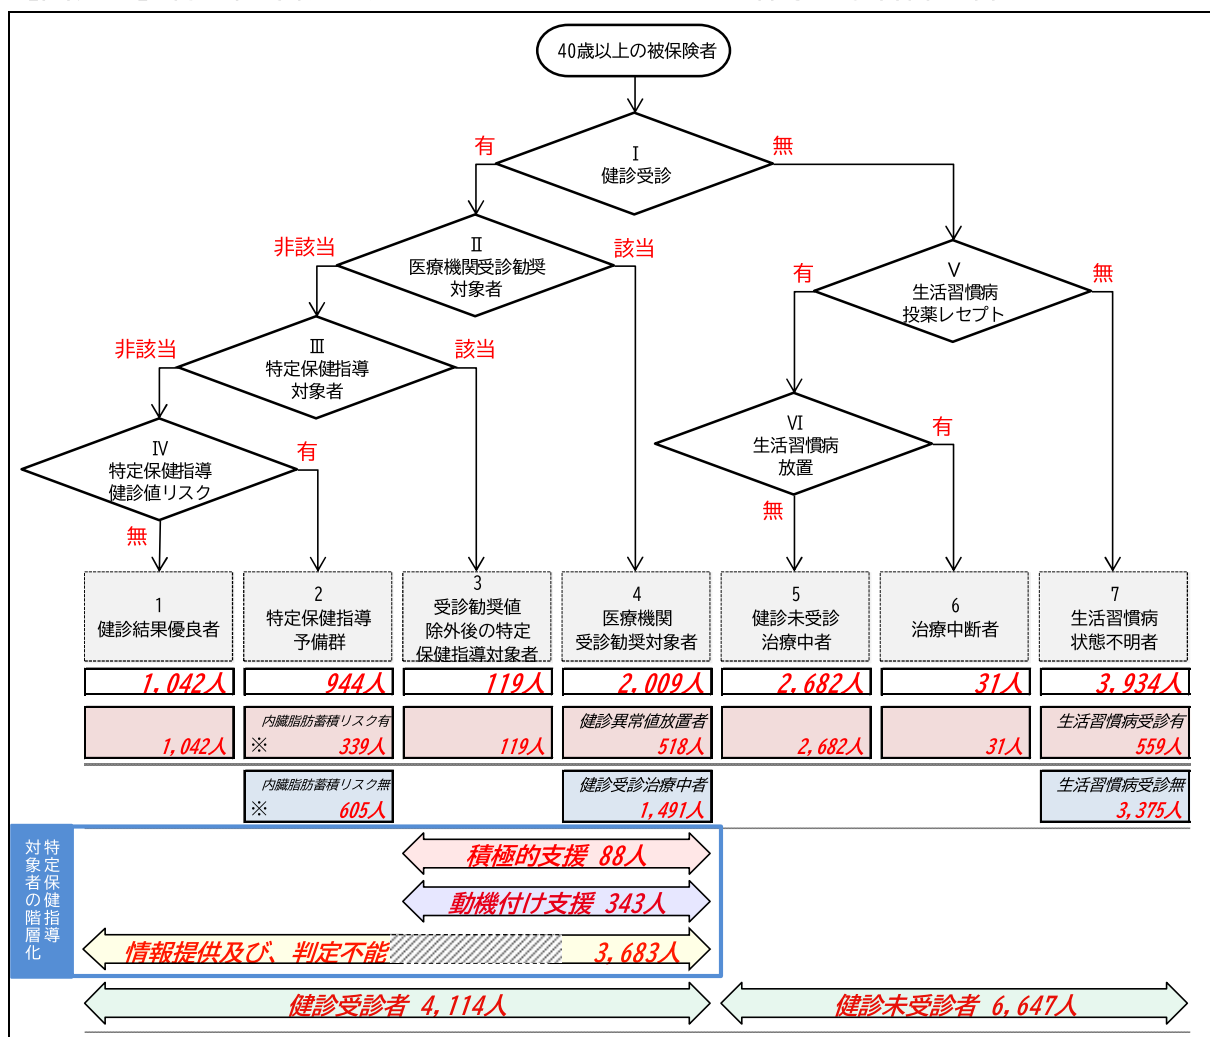 40歳以上の被保険者
Ⅰ
健診受診
有
無
Ⅱ
医療機関受診勧奨
対象者
非該当
該当
Ⅴ
生活習慣病
投薬レセプト
有
無
Ⅲ
特定保健指導
対象者
非該当
該当
Ⅵ
生活習慣病
放置
有
無
Ⅳ
特定保健指導
健診値リスク
有
無
1
健診結果優良者
2
特定保健指導
予備群
3
受診勧奨値
除外後の特定
保健指導対象者
4
医療機関
受診勧奨対象者
5
健診未受診
治療中者
6
治療中断者
7
生活習慣病
状態不明者
1,042人
944人
119人
2,009人
2,682人
31人
3,934人
1,042人
内臓脂肪蓄積リスク有
※ 339人
119人
健診異常値放置者
518人
2,682人
31人
生活習慣病受診有
559人
内臓脂肪蓄積リスク無
※ 605人
健診受診治療中者
1,491人
生活習慣病受診無
3,375人
特定保健指導
対象者の階層化
積極的支援 88人
動機付け支援 343人
情報提供及び、判定不能 3,683人
健診受診者 4,114人
健診未受診者 6,647人